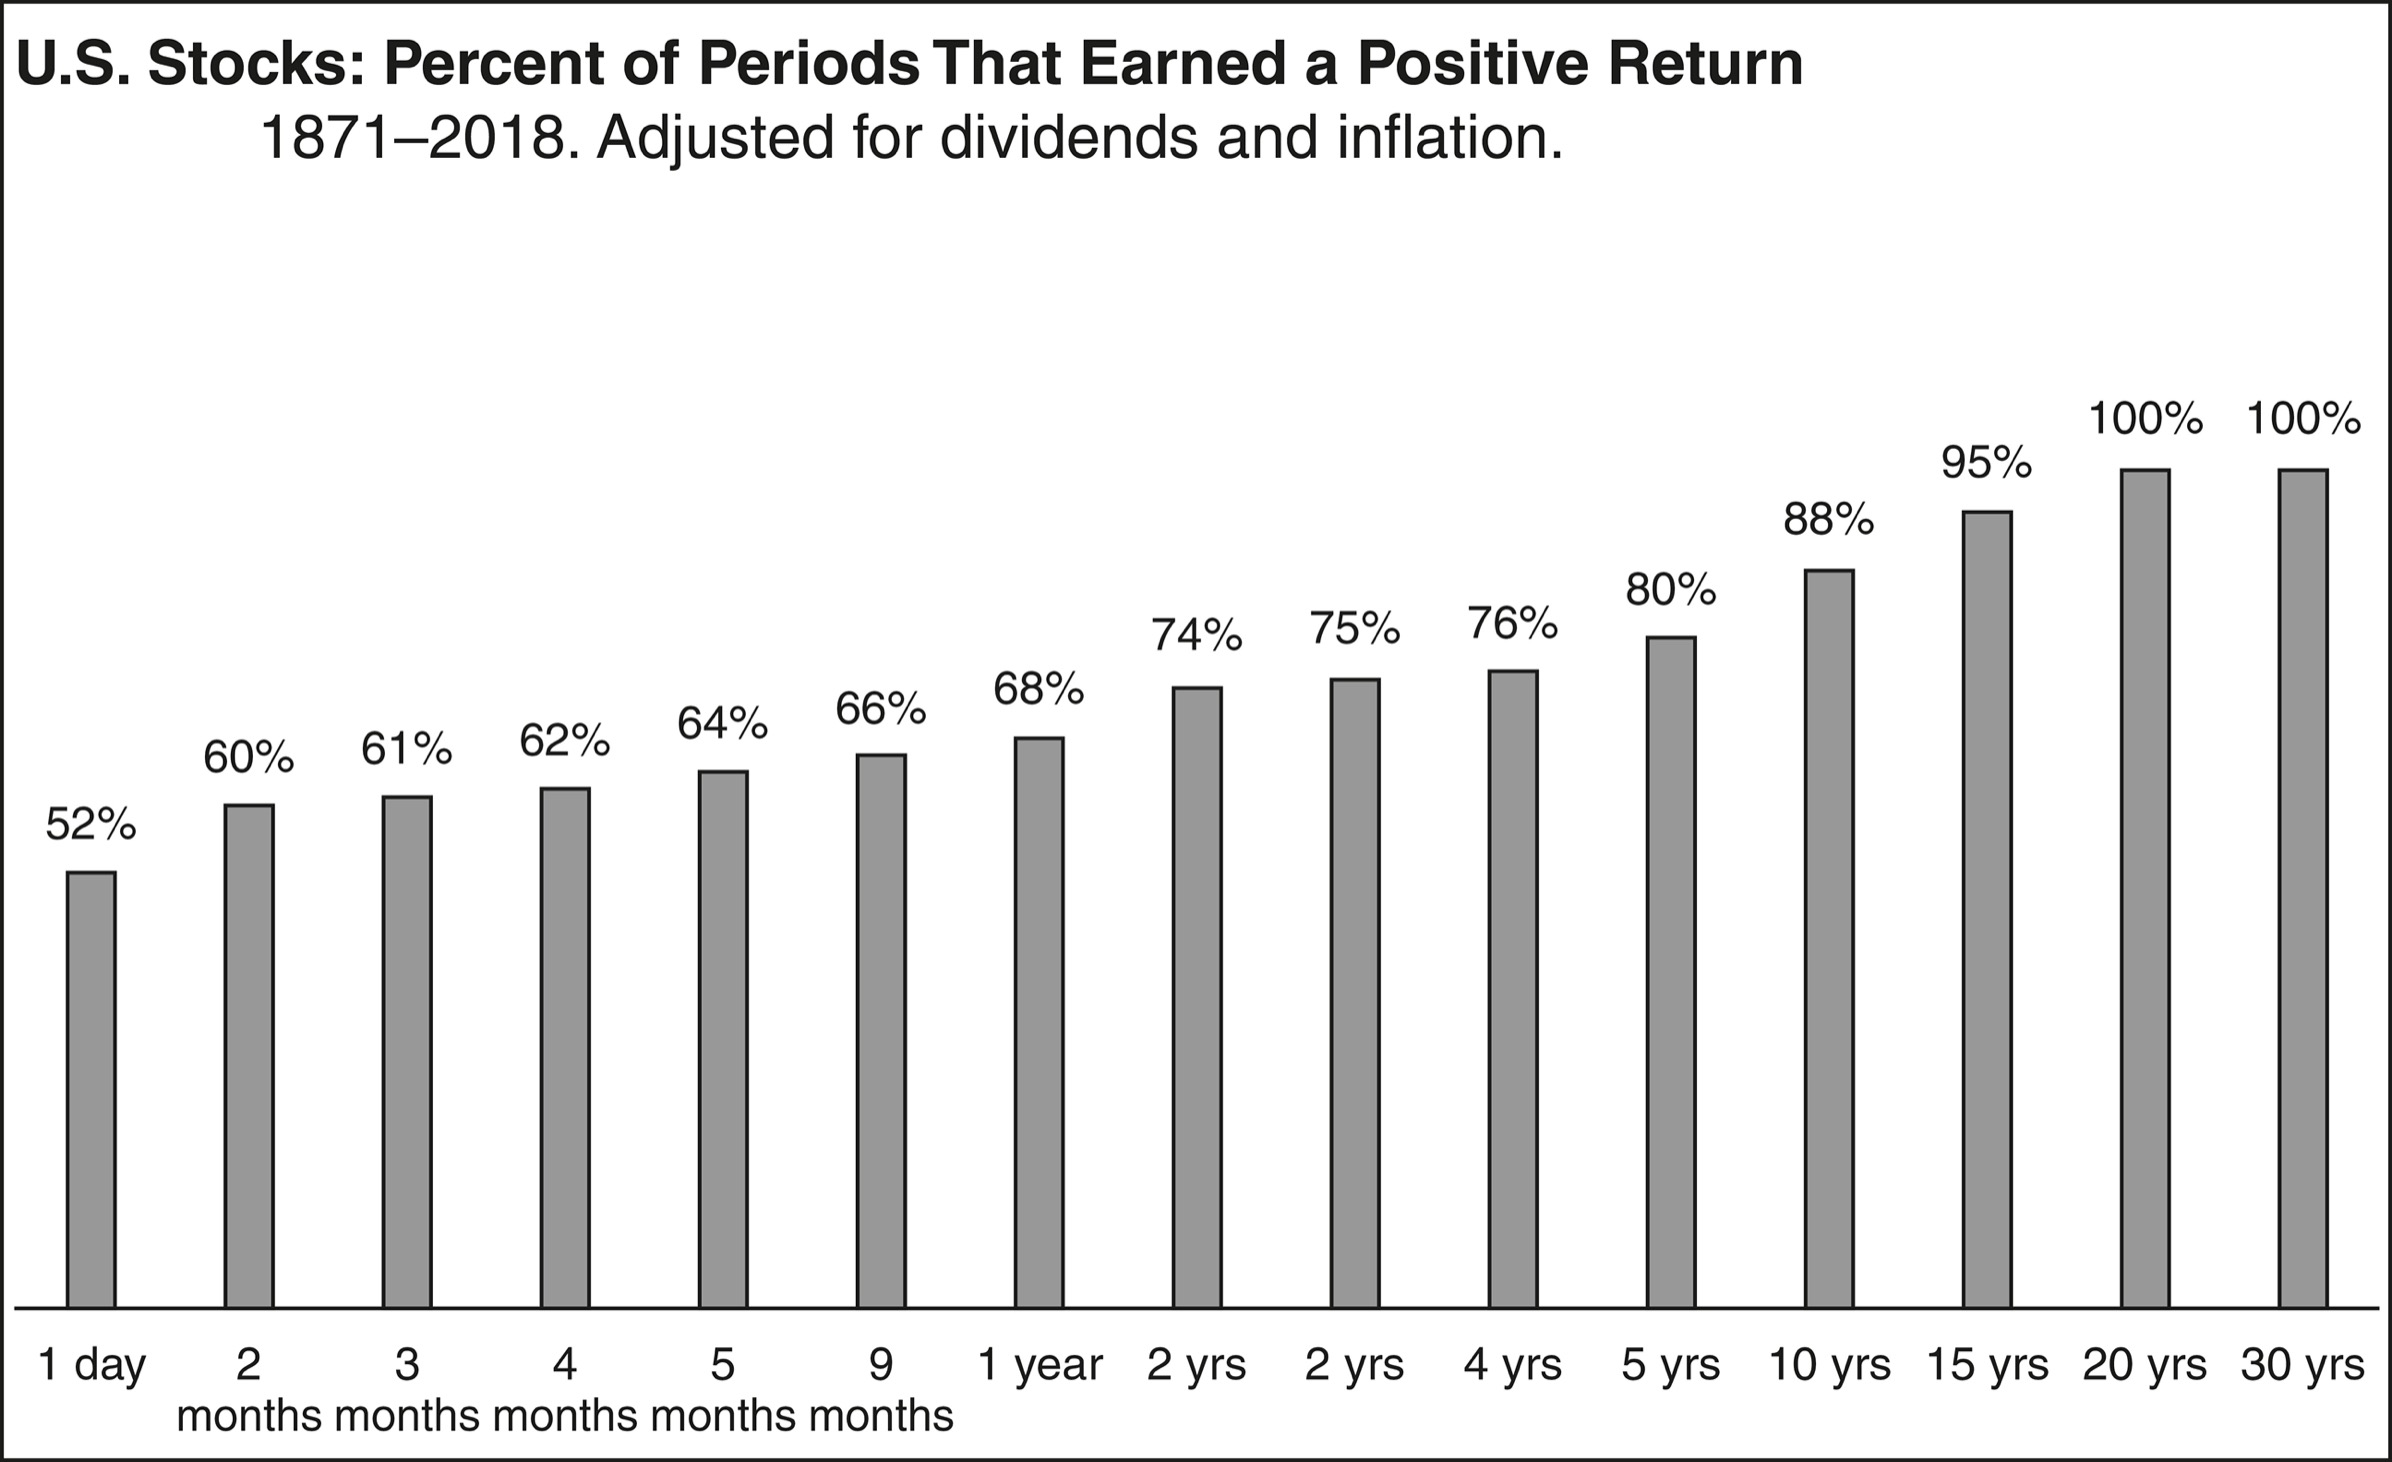 U.S. Stocks: Percent of Periods That Earned a Positive Return
1871–2018. Adjusted for dividends and inflation.
52%
60%
61%
62%
64%
66%
68%
74%
75%
76%
80%
88%
95%
100%
100%
1 day
2 months
3 months
4 months
5 months
9 months
1 year
2 yrs
2 yrs
4 yrs
5 yrs
10 yrs
15 yrs
20 yrs
30 yrs